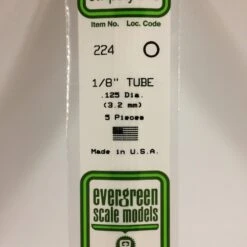 Item No. Loc. Code
224
1/8" TUBE
.125 Dia.
(3.2 mm)
5 Pieces
Made in U.S.A.
evergreen
scale models